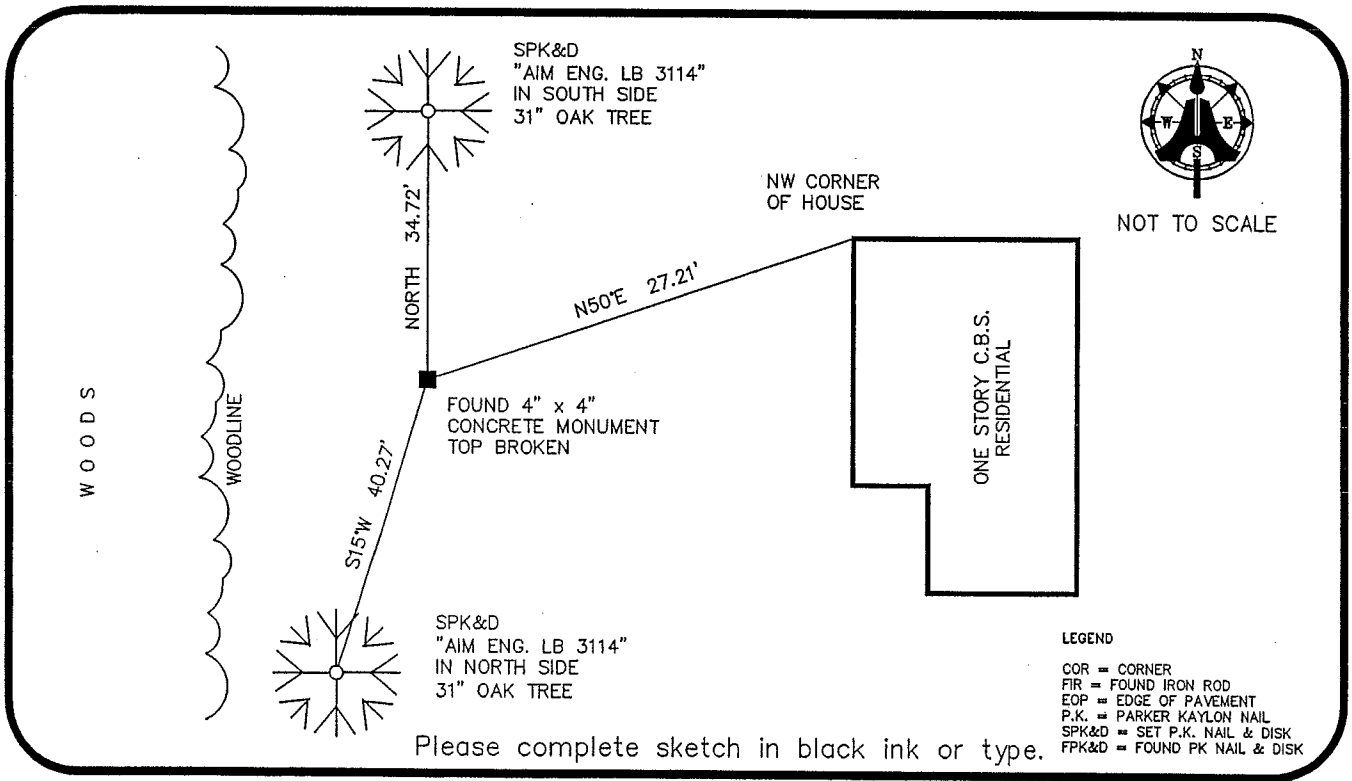 SPK&D
"AIM ENG. LB 3114"
IN SOUTH SIDE
31" OAK TREE
N
W E
S
NOT TO SCALE
NW CORNER
OF HOUSE
NORTH 34.72'
N50°E 27.21'
WOODS
WOODLINE
FOUND 4" x 4"
CONCRETE MONUMENT
TOP BROKEN
ONE STORY C.B.S.
RESIDENTIAL
S15°W 40.27'
SPK&D
"AIM ENG. LB 3114"
IN NORTH SIDE
31" OAK TREE
LEGEND
COR = CORNER
FIR = FOUND IRON ROD
EOP = EDGE OF PAVEMENT
P.K. = PARKER KAYLON NAIL
SPK&D = SET P.K. NAIL & DISK
FPK&D = FOUND PK NAIL & DISK
Please complete sketch in black ink or type.